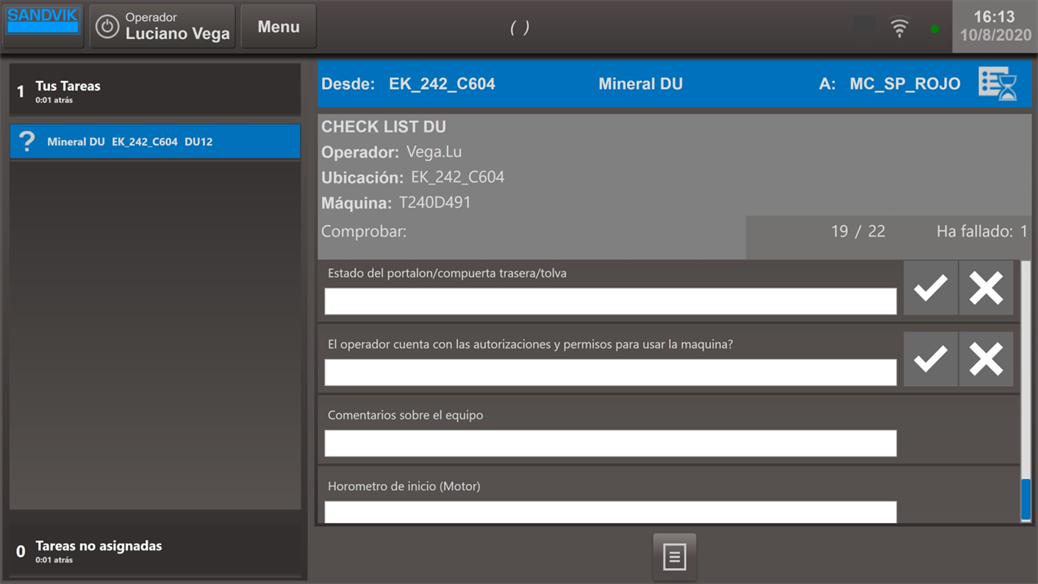 SANDVIK
Operador
Luciano Vega
Menu
( )
16:13
10/8/2020
1 Tus Tareas
0:01 atrás
? Mineral DU EK_242_C604 DU12
0 Tareas no asignadas
0:01 atrás
Desde: EK_242_C604 Mineral DU A: MC_SP_ROJO
CHECK LIST DU
Operador: Vega.Lu
Ubicación: EK_242_C604
Máquina: T240D491
Comprobar: 19 / 22 Ha fallado: 1
Estado del portalon/compuerta trasera/tolva
El operador cuenta con las autorizaciones y permisos para usar la maquina?
Comentarios sobre el equipo
Horometro de inicio (Motor)